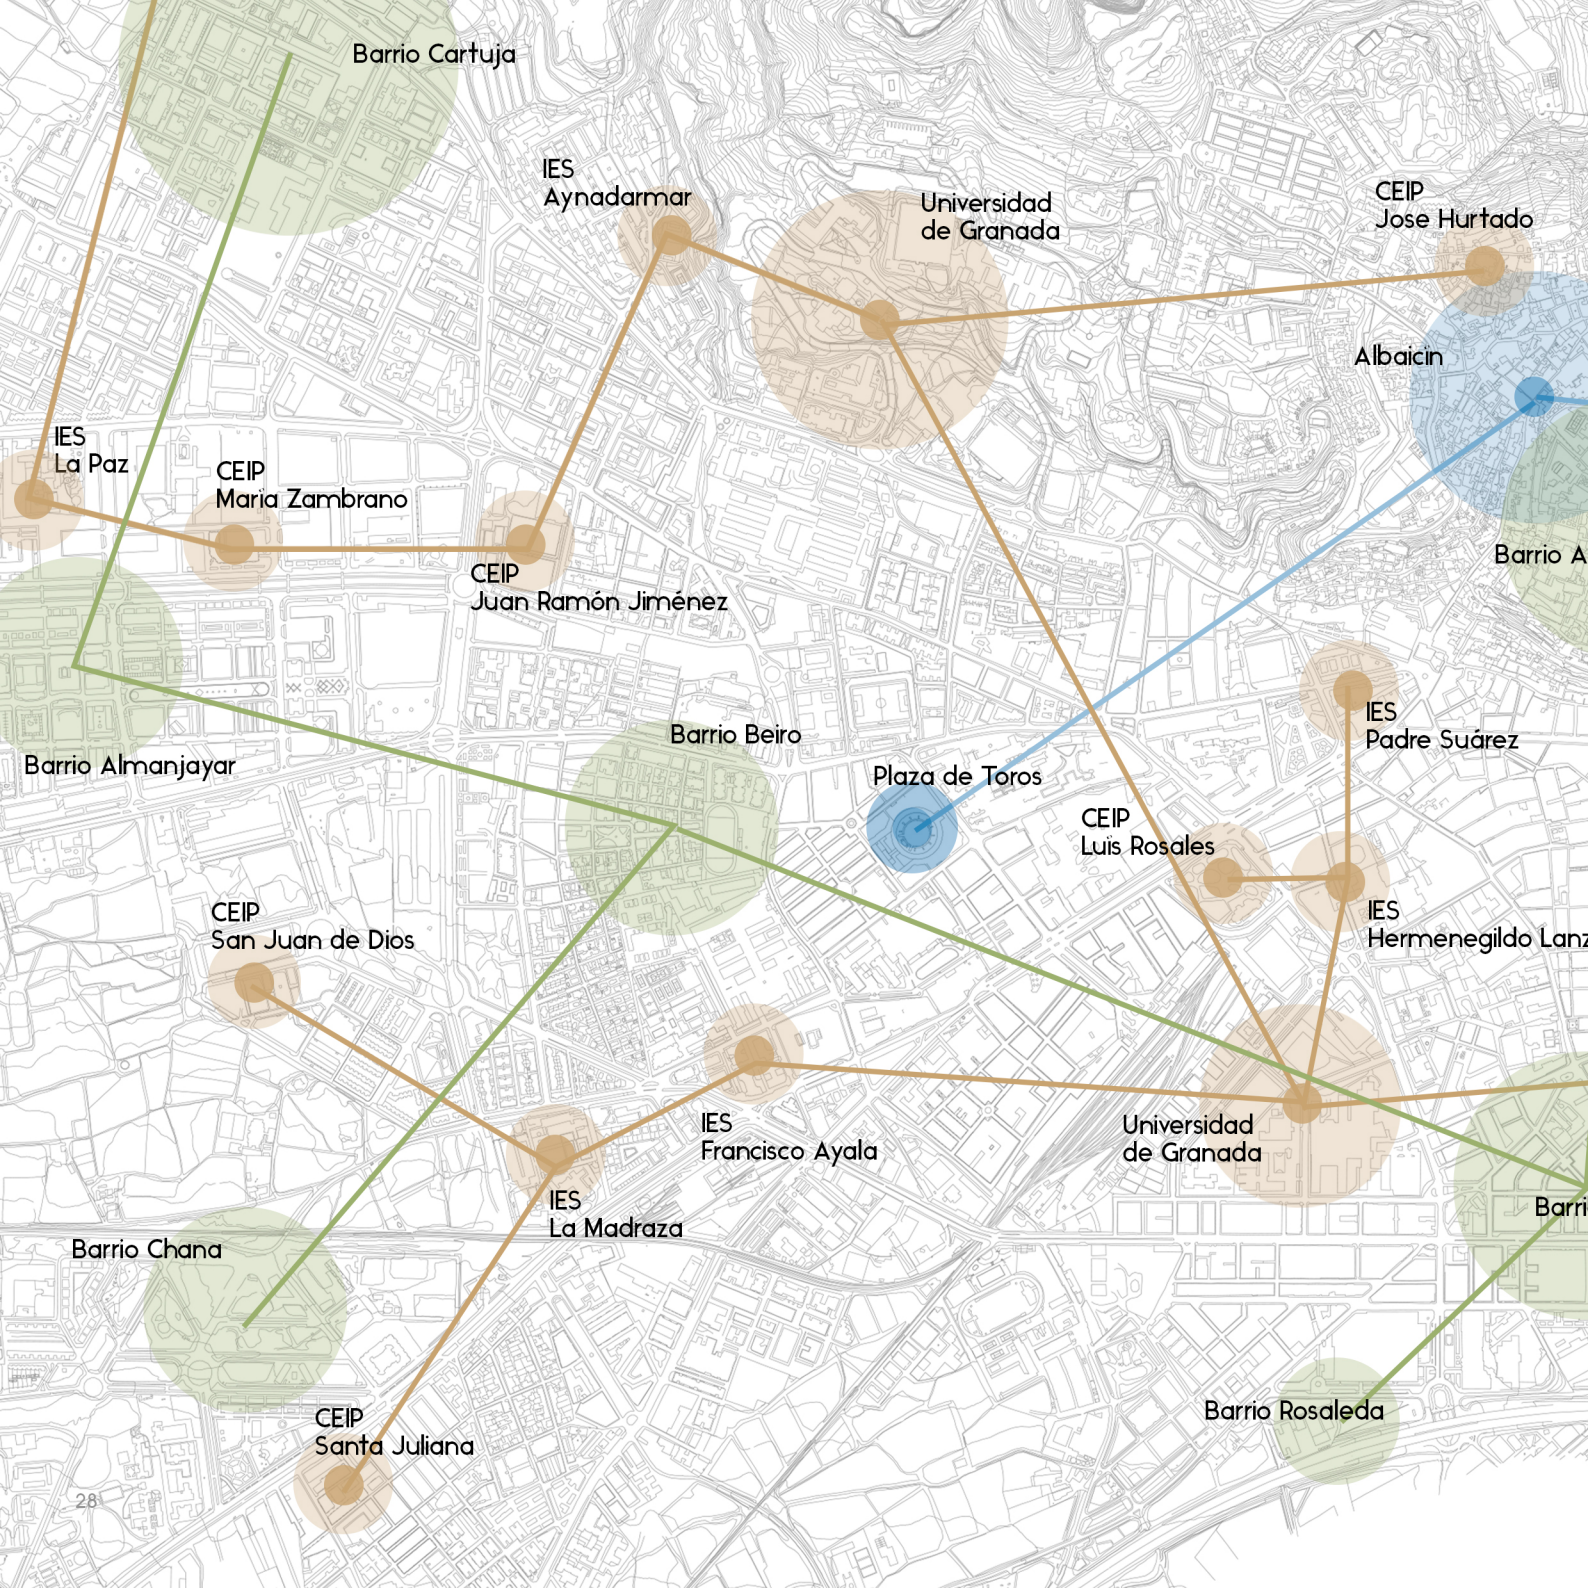 Barrio Cartuja
IES
Aynadarmar
Universidad
de Granada
CEIP
Jose Hurtado
Albaicin
IES
La Paz
CEIP
Maria Zambrano
CEIP
Juan Ramón Jiménez
Barrio A
IES
Padre Suárez
Barrio Beiro
Barrio Almanjayar
Plaza de Toros
CEIP
Luis Rosales
IES
Hermenegildo Lanz
CEIP
San Juan de Dios
IES
Francisco Ayala
Universidad
de Granada
IES
La Madraza
Barri
Barrio Chana
CEIP
Santa Juliana
Barrio Rosaleda
28